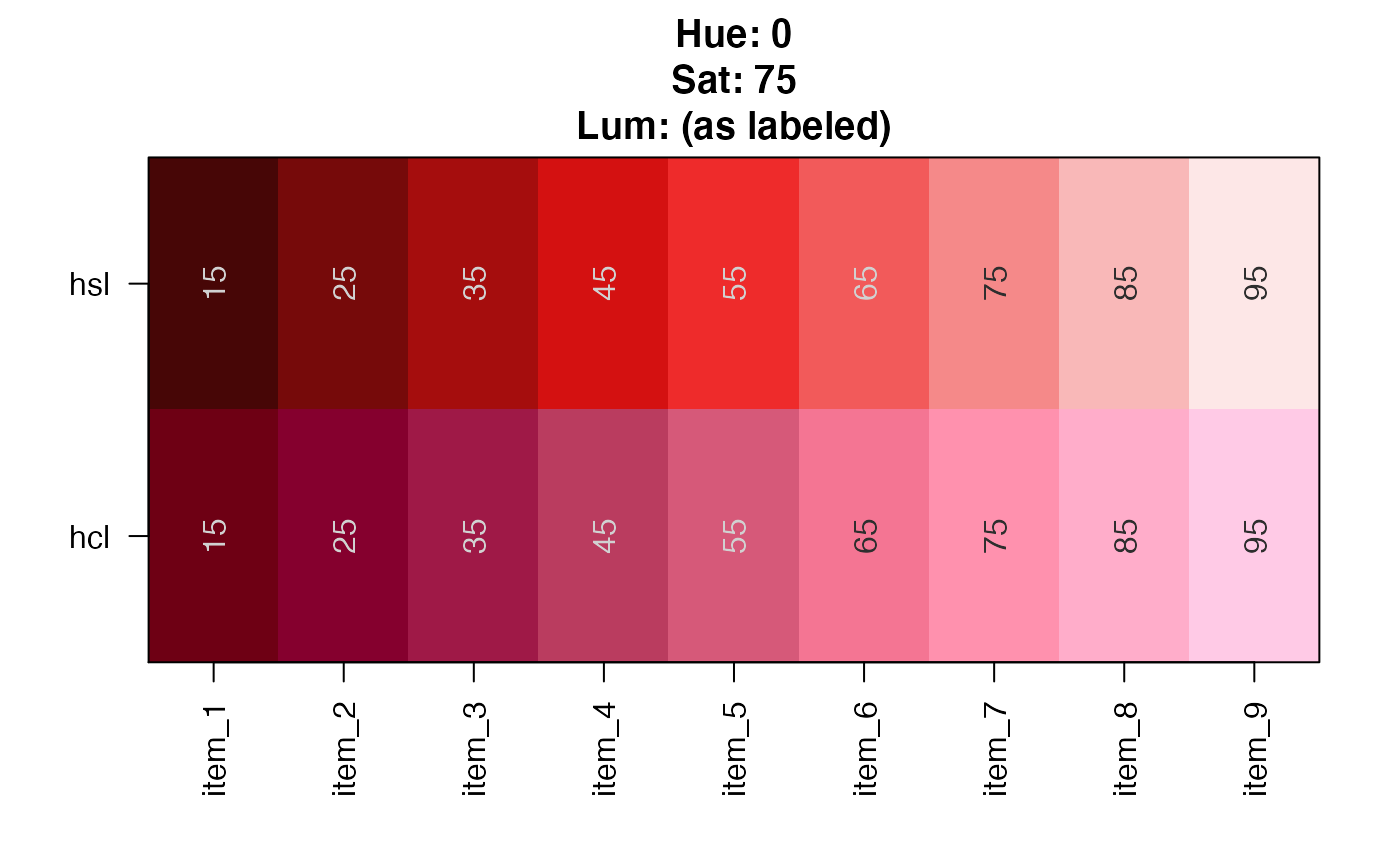 Hue: 0
Sat: 75
Lum: (as labeled)
hsl
15 25 35 45 55 65 75 85 95
hcl
15 25 35 45 55 65 75 85 95
item_1 item_2 item_3 item_4 item_5 item_6 item_7 item_8 item_9